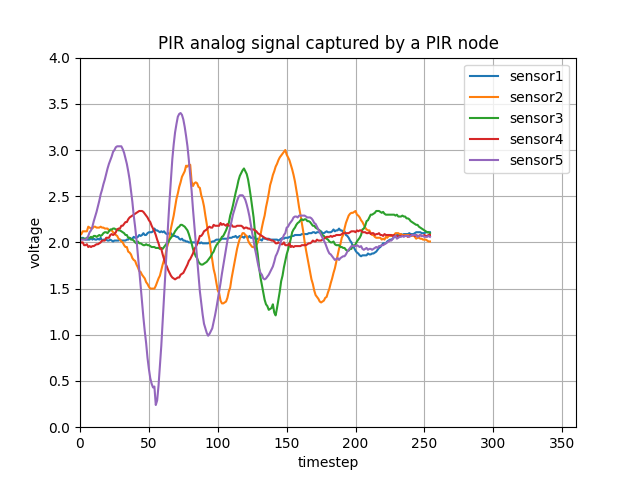 PIR analog signal captured by a PIR node
4.0
3.5
3.0
2.5
2.0
1.5
1.0
0.5
0.0
voltage
sensor1
sensor2
sensor3
sensor4
sensor5
0 50 100 150 200 250 300 350
timestep